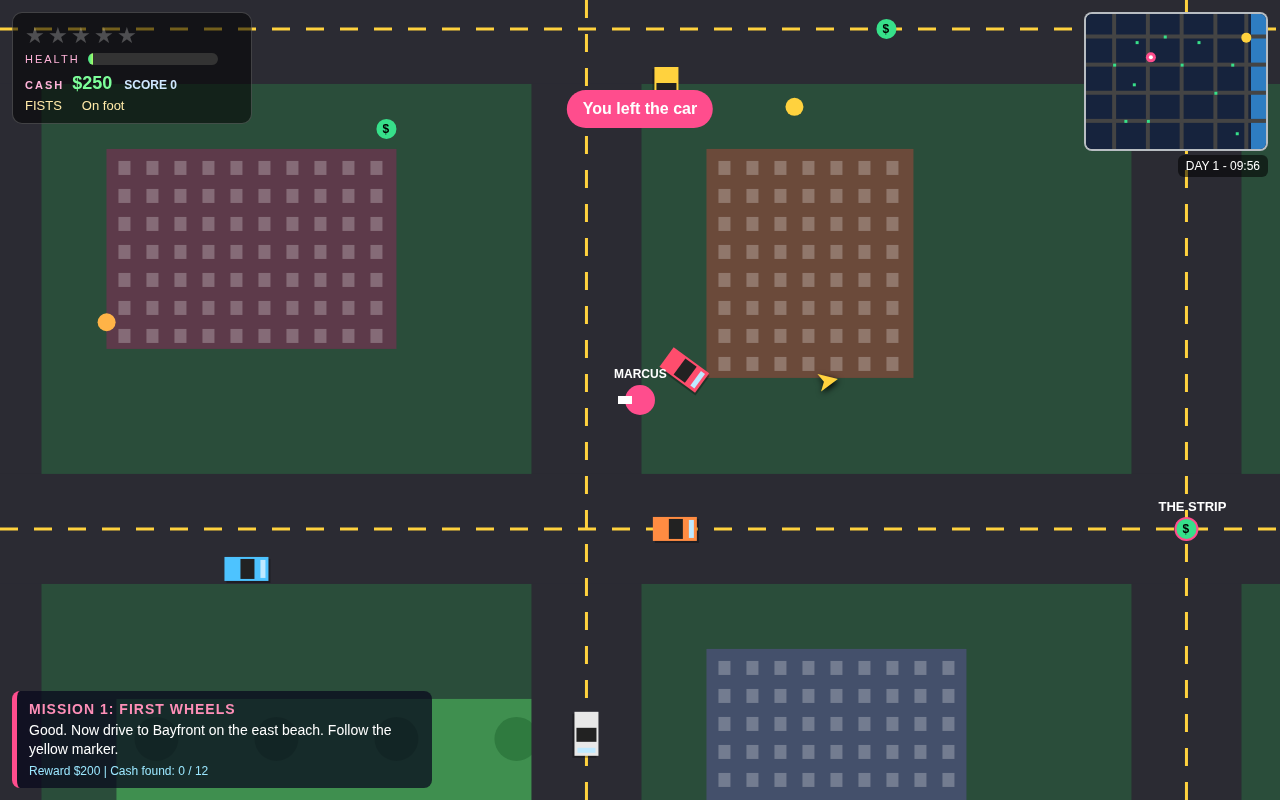 ★★★★★
HEALTH
CASH $250 SCORE 0
FISTS On foot
$
$
You left the car
DAY 1 - 09:56
MARCUS
THE STRIP
$
MISSION 1: FIRST WHEELS
Good. Now drive to Bayfront on the east beach. Follow the
yellow marker.
Reward $200 | Cash found: 0 / 12